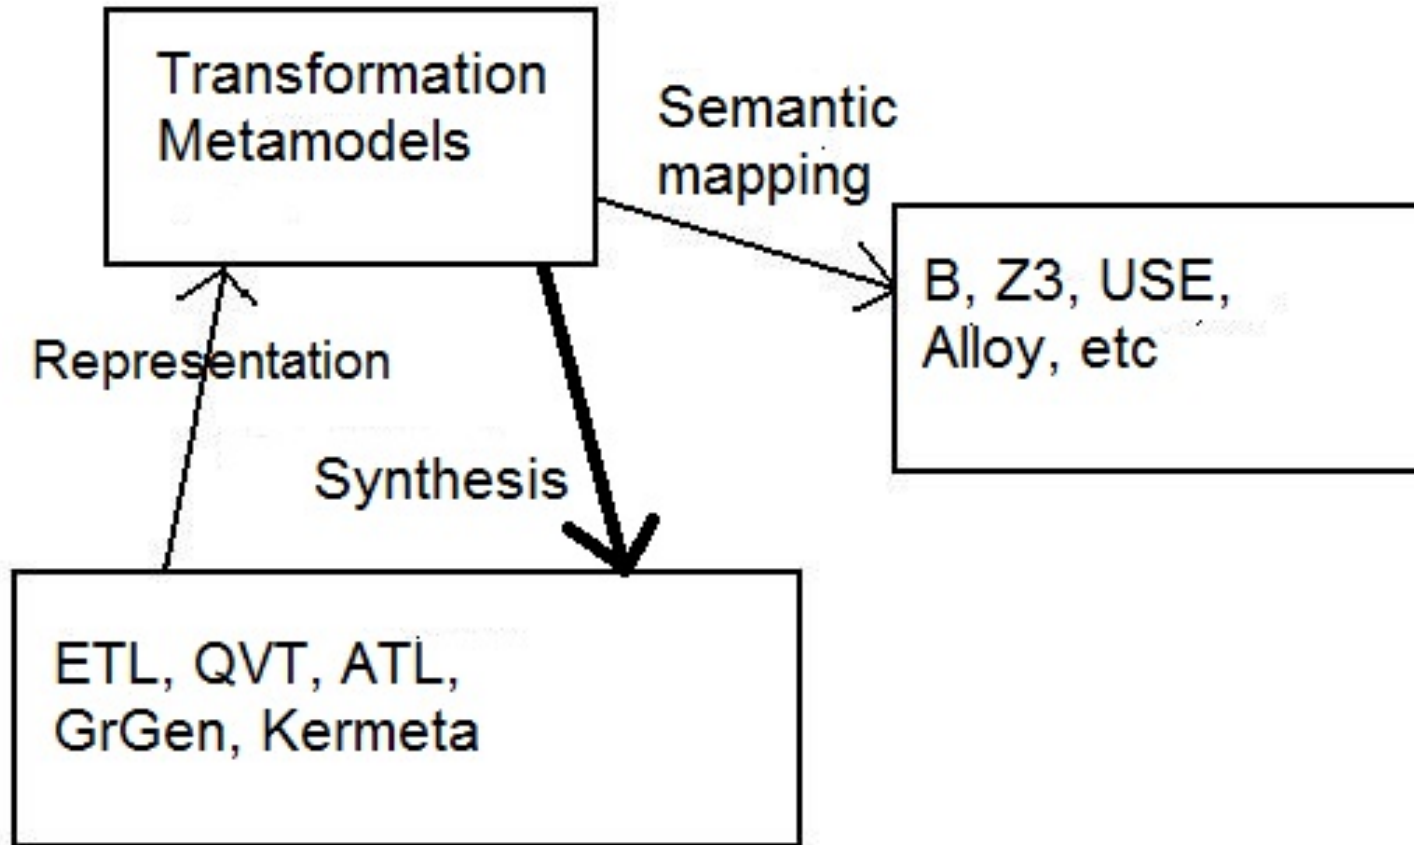 Transformation
Metamodels
Semantic
mapping
B, Z3, USE,
Alloy, etc
Representation
Synthesis
ETL, QVT, ATL,
GrGen, Kermeta